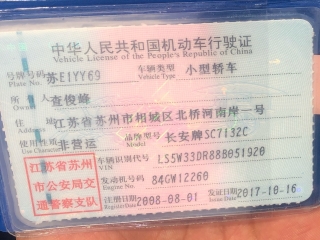 中华人民共和国机动车行驶证
Vehicle License of the People's Republic of China
号牌号码 苏E1YY69 车辆类型 小型轿车
Plate No. Vehicle Type
所有人 查俊峰
Owner
住址 江苏省苏州市相城区北桥河南岸一号
Address
使用性质 非营运 品牌型号 长安牌SC7132C
Use Character Model
江苏省苏州市公安局交通警察支队
车辆识别代号 LS5W33DR88B051920
VIN
发动机号码 84GW12260
Engine No.
注册日期 2008-08-01 发证日期 2017-10-16
Register Date Issue Date